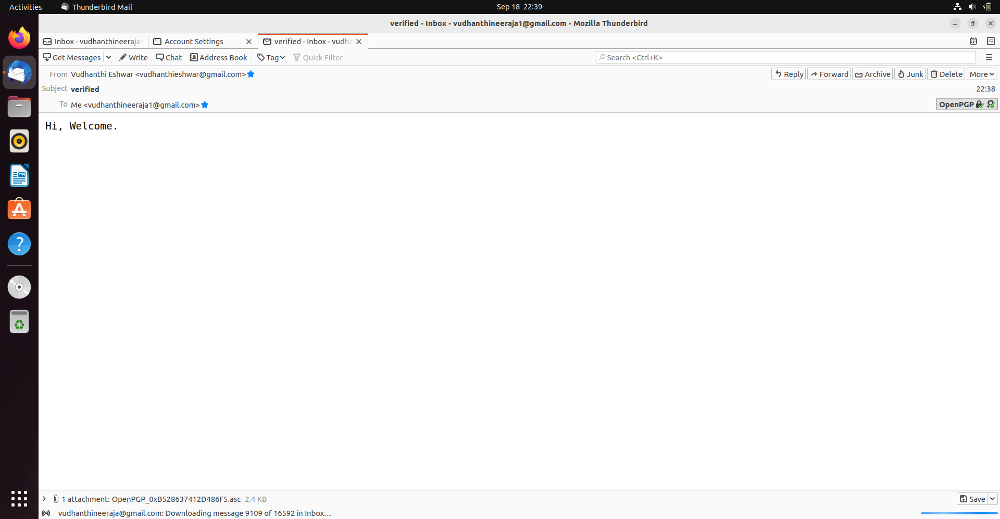 Activities
Thunderbird Mail
Sep 18 22:39
verified - Inbox - vudhanthineeraja1@gmail.com - Mozilla Thunderbird
Inbox - vudhanthineeraja1
Account Settings
verified - Inbox - vudha
Get Messages
Write
Chat
Address Book
Tag
Quick Filter
Search <Ctrl+K>
From Vudhanthi Eshwar <vudhanthieshwar@gmail.com>
Reply
Forward
Archive
Junk
Delete
More
Subject verified
22:38
To Me <vudhanthineeraja1@gmail.com>
OpenPGP
Hi, Welcome.
1 attachment: OpenPGP_0xB528637412D486F5.asc 2.4 KB
Save
vudhanthineeraja@gmail.com: Downloading message 9109 of 16592 in Inbox…